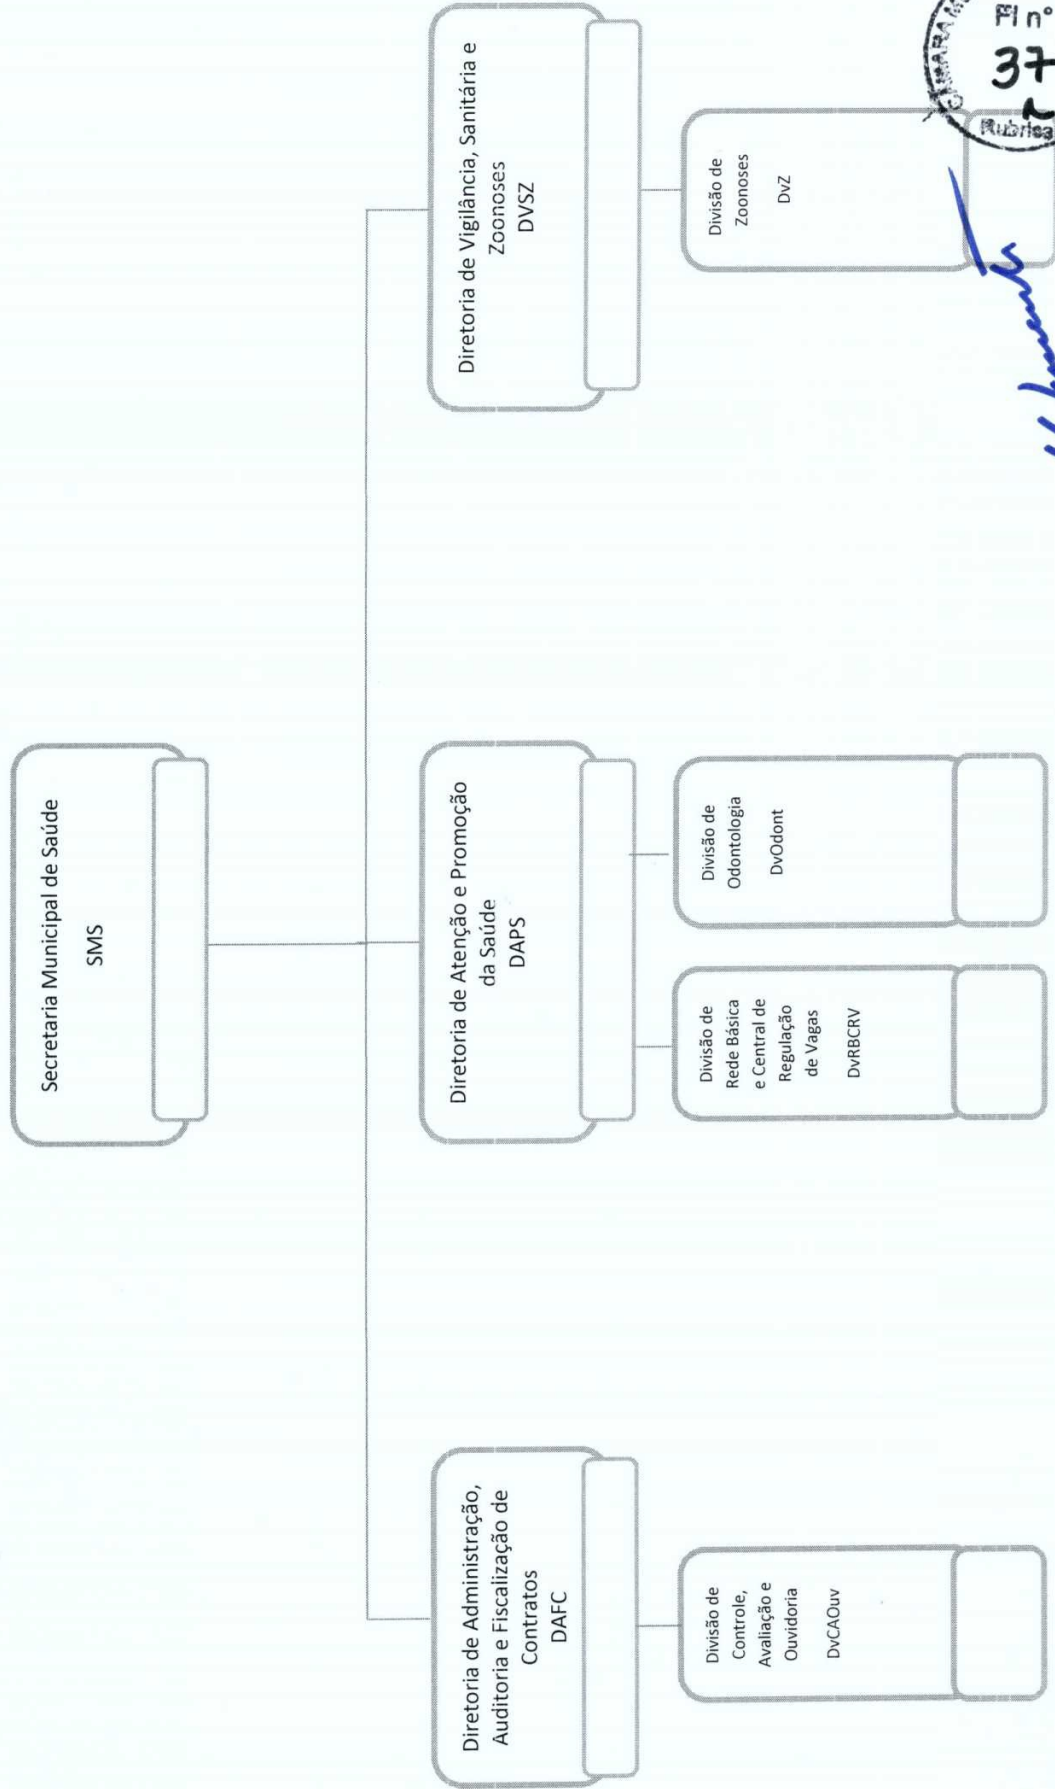 Secretaria Municipal de Saúde
SMS
Diretoria de Administração,
Auditoria e Fiscalização de
Contratos
DAFC
Diretoria de Atenção e Promoção
da Saúde
DAPS
Diretoria de Vigilância, Sanitária e
Zoonoses
DVSZ
Divisão de
Controle,
Avaliação e
Ouvidoria
DvCAOuv
Divisão de
Rede Básica
e Central de
Regulação
de Vagas
DvRBCRV
Divisão de
Odontologia
DvOdont
Divisão de
Zoonoses
DvZ
Fl nº
37
Rubrica